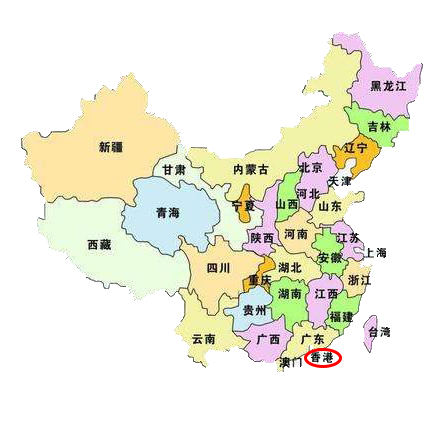 黑龙江
吉林
辽宁
新疆
甘肃
内蒙古
北京
天津
河北
山西
山东
宁夏
青海
陕西
河南
江苏
西藏
安徽
上海
四川
湖北
重庆
浙江
湖南
江西
贵州
福建
云南
广西
广东
台湾
香港
澳门